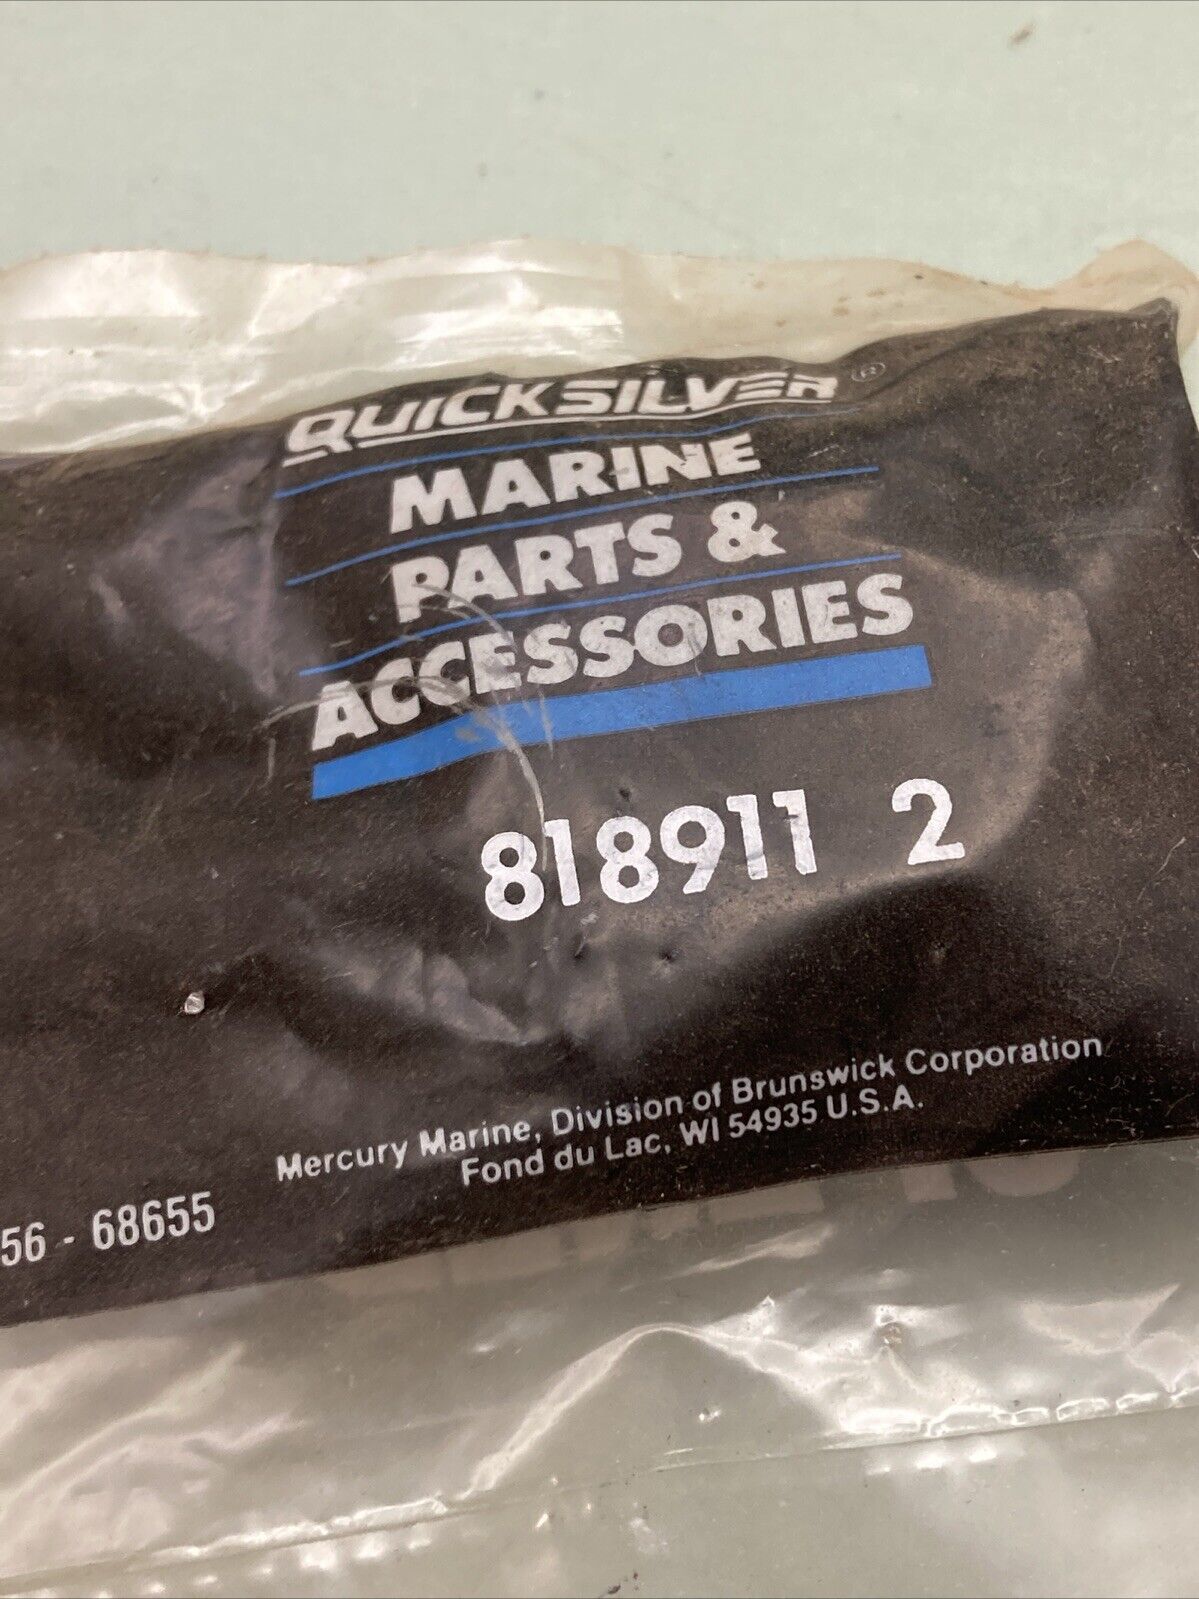 QUICKSILVER®
MARINE
PARTS &
ACCESSORIES
818911 2
Mercury Marine, Division of Brunswick Corporation
Fond du Lac, WI 54935 U.S.A.
56 - 68655